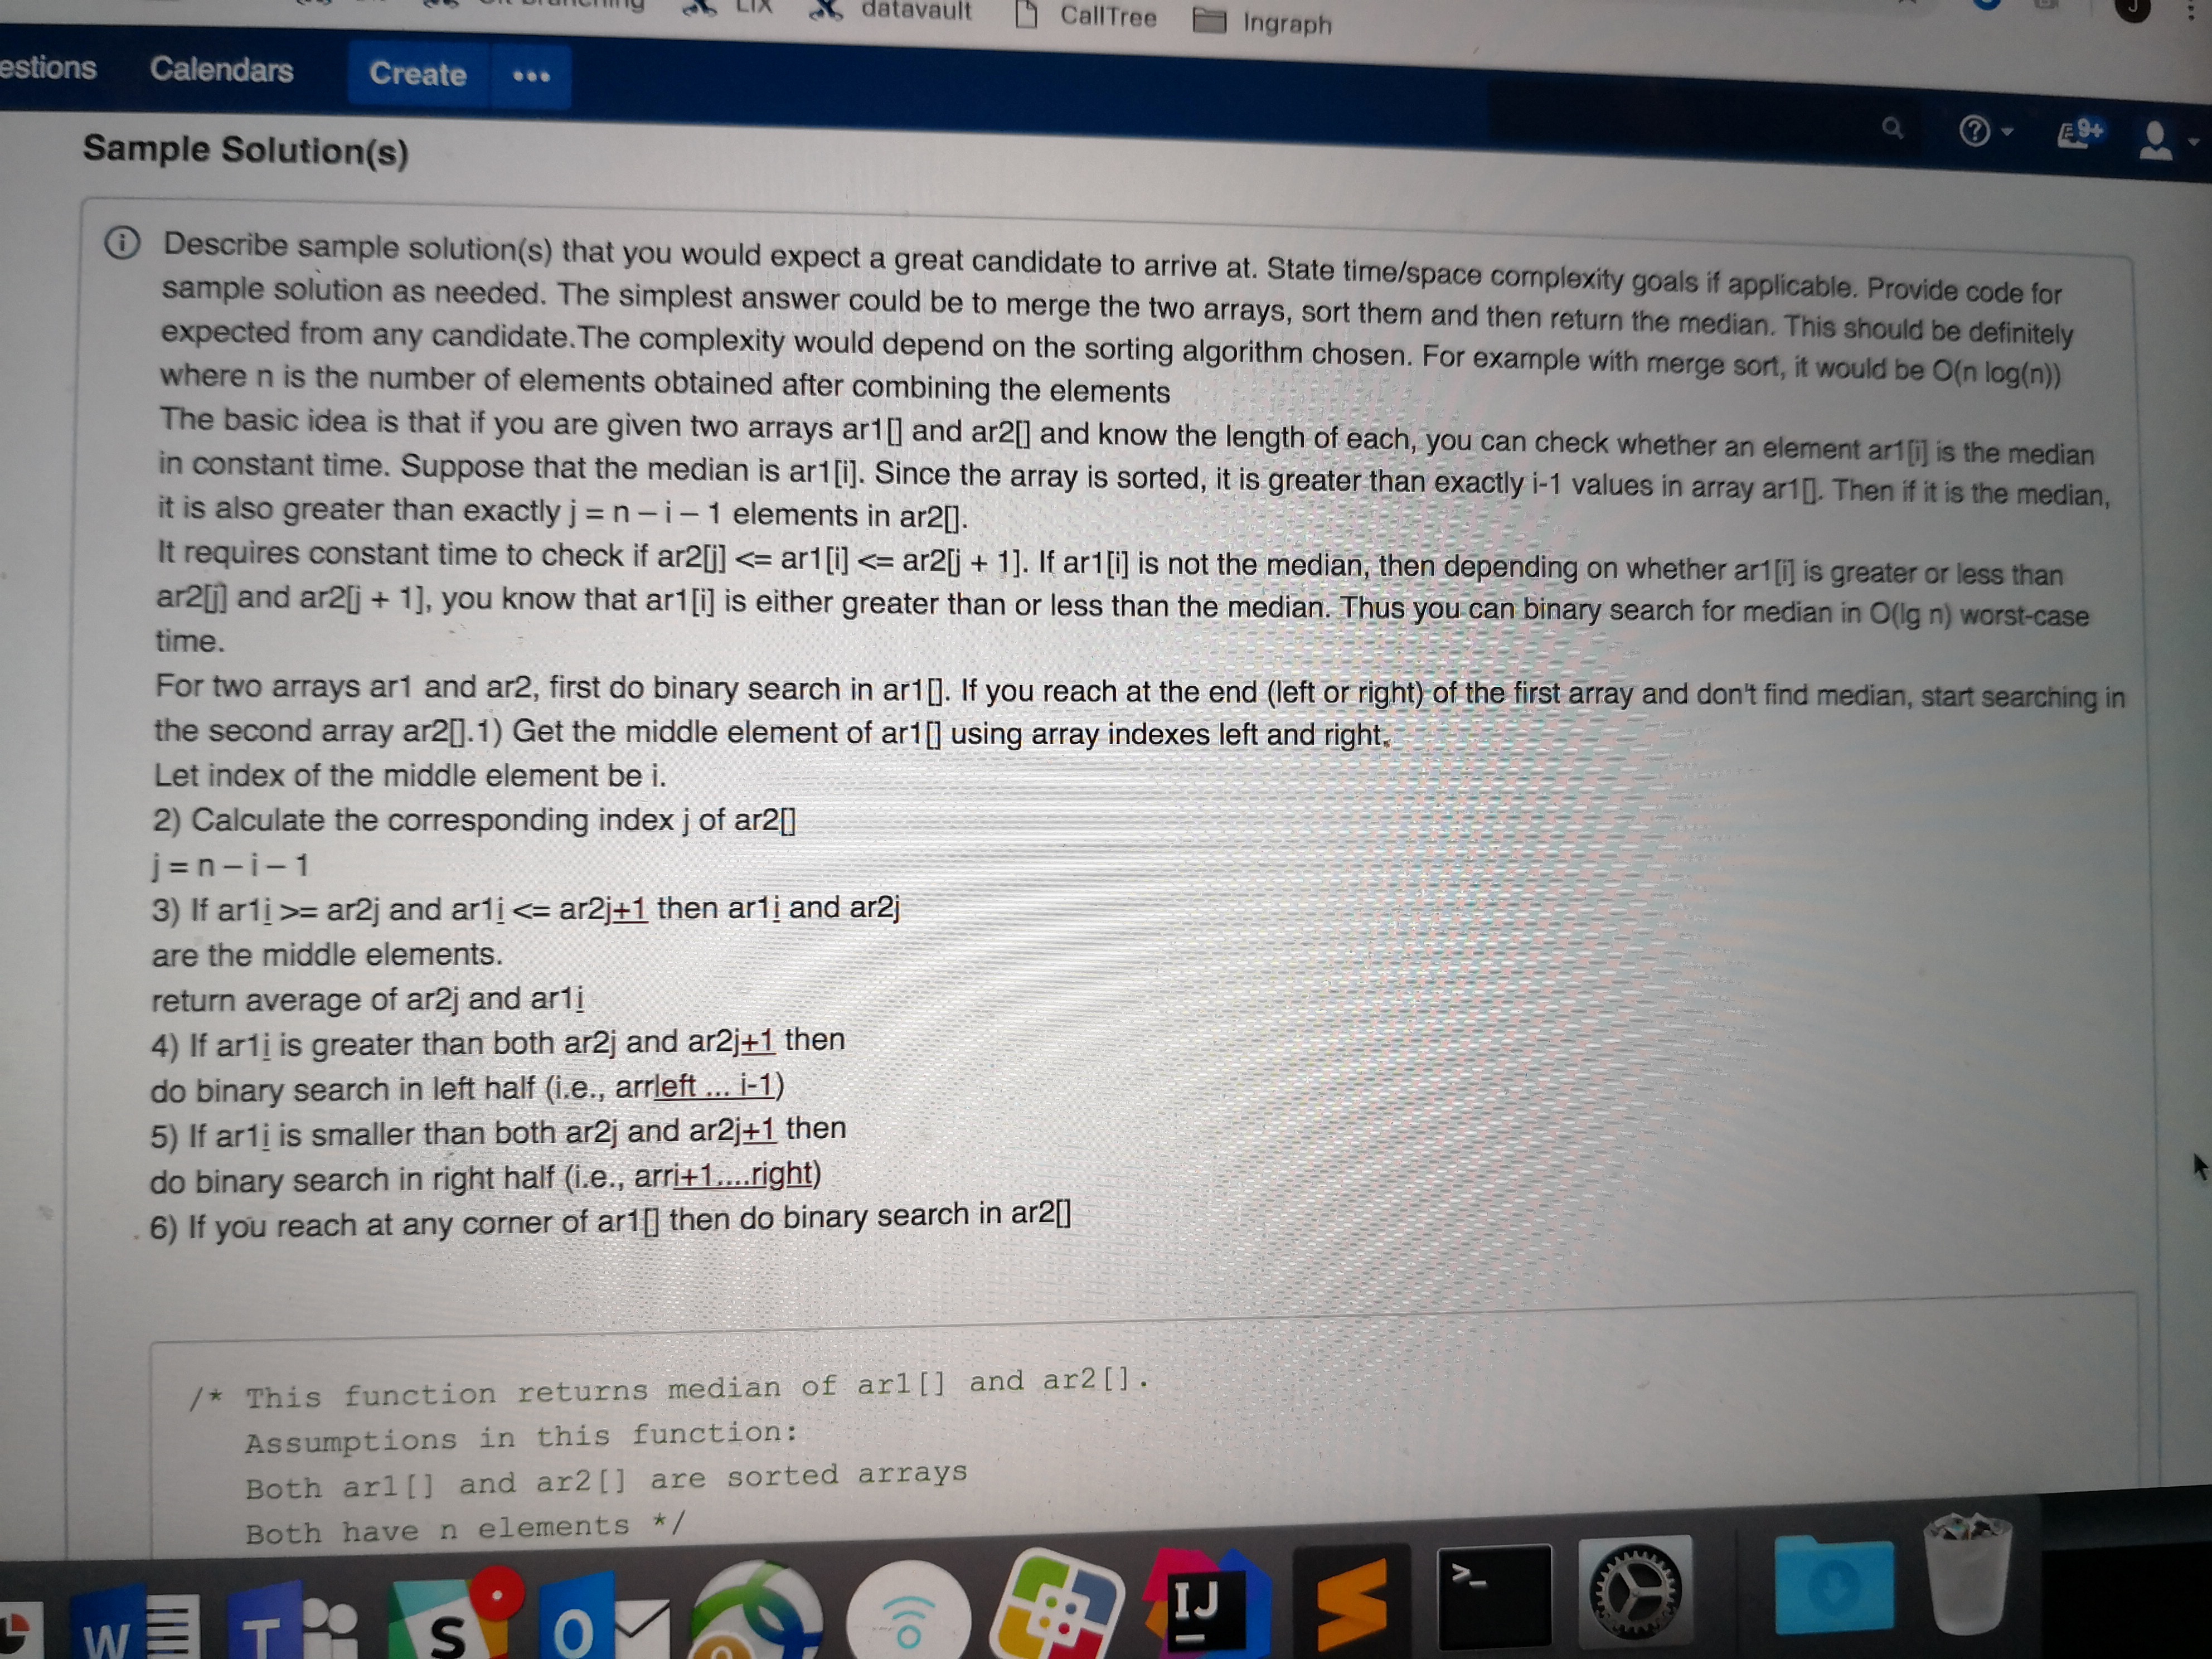 LIX
datavault
CallTree
Ingraph
estions
Calendars
Create
•••
9+
Sample Solution(s)
Describe sample solution(s) that you would expect a great candidate to arrive at. State time/space complexity goals if applicable. Provide code for
sample solution as needed. The simplest answer could be to merge the two arrays, sort them and then return the median. This should be definitely
expected from any candidate.The complexity would depend on the sorting algorithm chosen. For example with merge sort, it would be O(n log(n))
where n is the number of elements obtained after combining the elements
The basic idea is that if you are given two arrays ar1[] and ar2[] and know the length of each, you can check whether an element ar1[i] is the median
in constant time. Suppose that the median is ar1[i]. Since the array is sorted, it is greater than exactly i-1 values in array ar1[]. Then if it is the median,
it is also greater than exactly j = n – i – 1 elements in ar2[].
It requires constant time to check if ar2[j] <= ar1[i] <= ar2[j + 1]. If ar1[i] is not the median, then depending on whether ar1[i] is greater or less than
ar2[j] and ar2[j + 1], you know that ar1[i] is either greater than or less than the median. Thus you can binary search for median in O(lg n) worst-case
time.
For two arrays ar1 and ar2, first do binary search in ar1[]. If you reach at the end (left or right) of the first array and don't find median, start searching in
the second array ar2[].1) Get the middle element of ar1[] using array indexes left and right.
Let index of the middle element be i.
2) Calculate the corresponding index j of ar2[]
j = n – i – 1
3) If ar1i >= ar2j and ar1i <= ar2j+1 then ar1i and ar2j
are the middle elements.
return average of ar2j and ar1i
4) If ar1i is greater than both ar2j and ar2j+1 then
do binary search in left half (i.e., arrleft ... i-1)
5) If ar1i is smaller than both ar2j and ar2j+1 then
do binary search in right half (i.e., arri+1....right)
6) If you reach at any corner of ar1[] then do binary search in ar2[]
/* This function returns median of ar1[] and ar2[].
Assumptions in this function:
Both ar1[] and ar2[] are sorted arrays
Both have n elements */
W
T
S
O
IJ
>_